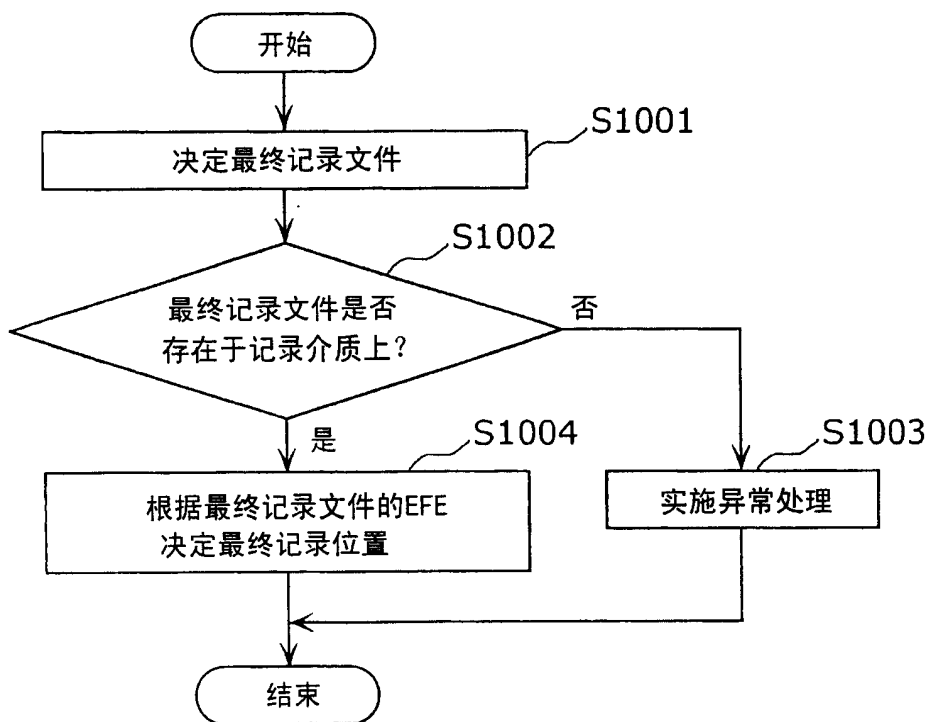 开始
S1001
决定最终记录文件
S1002
最终记录文件是否
存在于记录介质上？
否
是
S1004
S1003
根据最终记录文件的EFE
决定最终记录位置
实施异常处理
结束